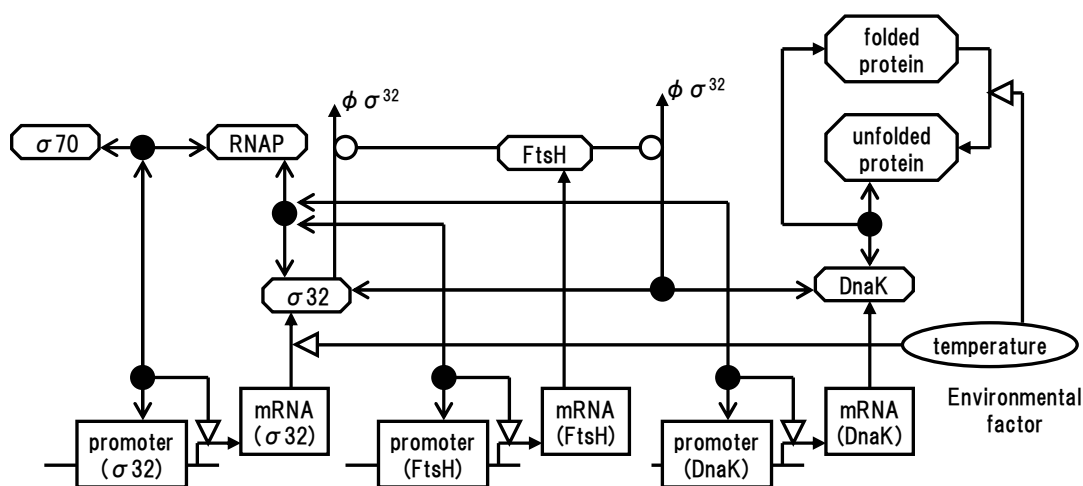 folded
protein
ϕ σ³²
ϕ σ³²
σ70
RNAP
FtsH
unfolded
protein
σ32
DnaK
temperature
Environmental
factor
promoter
(σ32)
mRNA
(σ32)
promoter
(FtsH)
mRNA
(FtsH)
promoter
(DnaK)
mRNA
(DnaK)